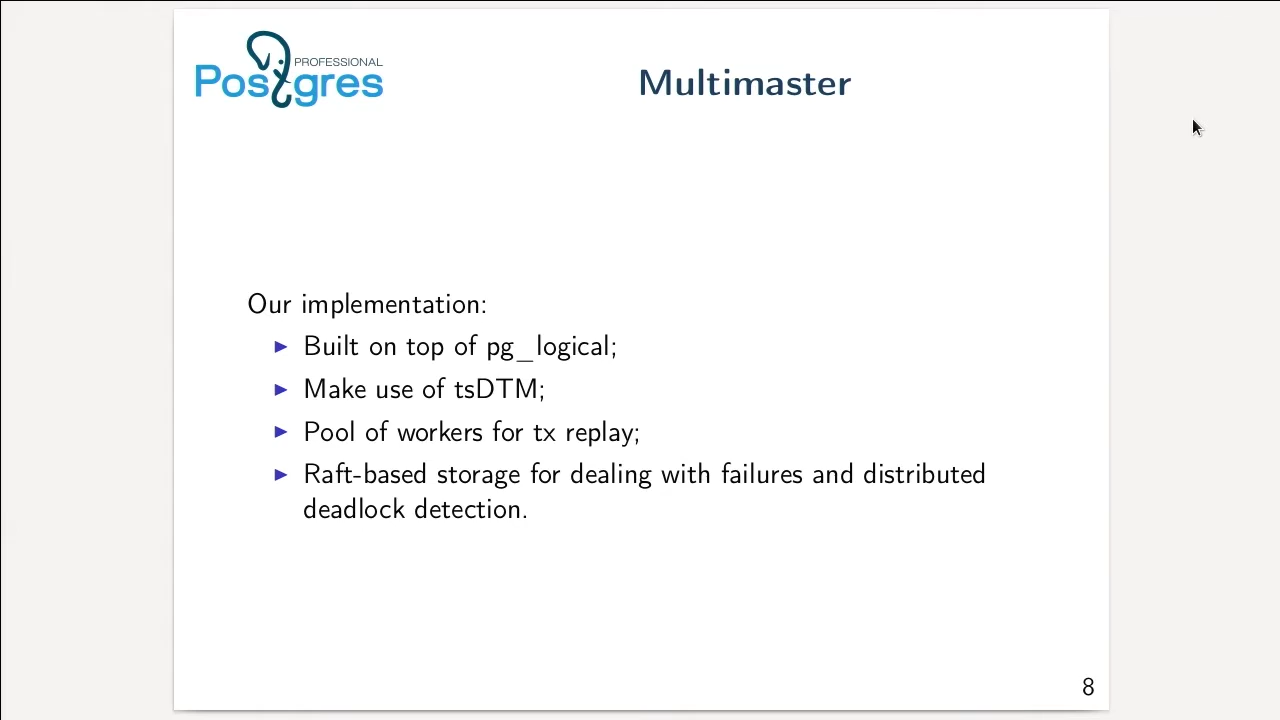 PROFESSIONAL
Postgres
Multimaster
Our implementation:
Built on top of pg_logical;
Make use of tsDTM;
Pool of workers for tx replay;
Raft-based storage for dealing with failures and distributed
deadlock detection.
8